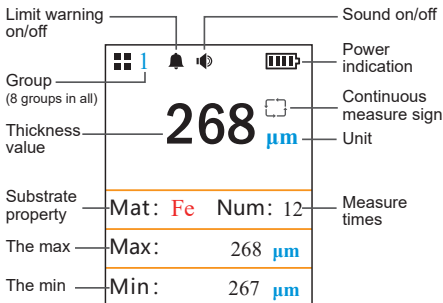 Limit warning
on/off
Sound on/off
1
Power
indication
Group
(8 groups in all)
Continuous
measure sign
268
Thickness
value
μm
Unit
Substrate
property
Mat: Fe Num: 12
Measure
times
The max
Max: 268 μm
The min
Min: 267 μm